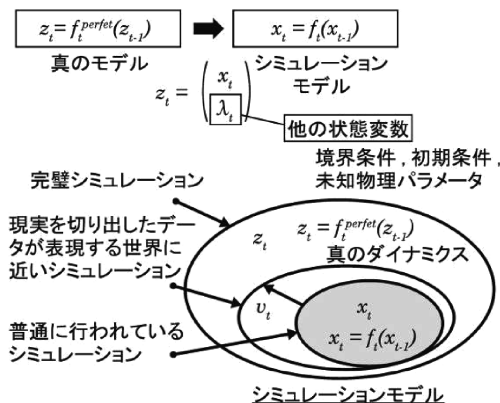 z_t = f_t^{perfet}(z_{t-1})
x_t = f_t(x_{t-1})
真のモデル
シミュレーション
モデル
z_t = ( x_t
λ_t )
他の状態変数
境界条件，初期条件，
未知物理パラメータ
完璧シミュレーション
現実を切り出したデー
タが表現する世界に
近いシミュレーション
普通に行われている
シミュレーション
z_t z_t = f_t^{perfet}(z_{t-1})
真のダイナミクス
υ_t
x_t
x_t = f_t(x_{t-1})
シミュレーションモデル